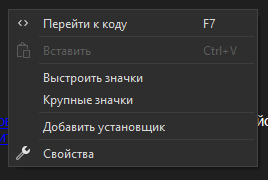 Перейти к коду F7
Вставить Ctrl+V
Выстроить значки
Крупные значки
Добавить установщик
Свойства